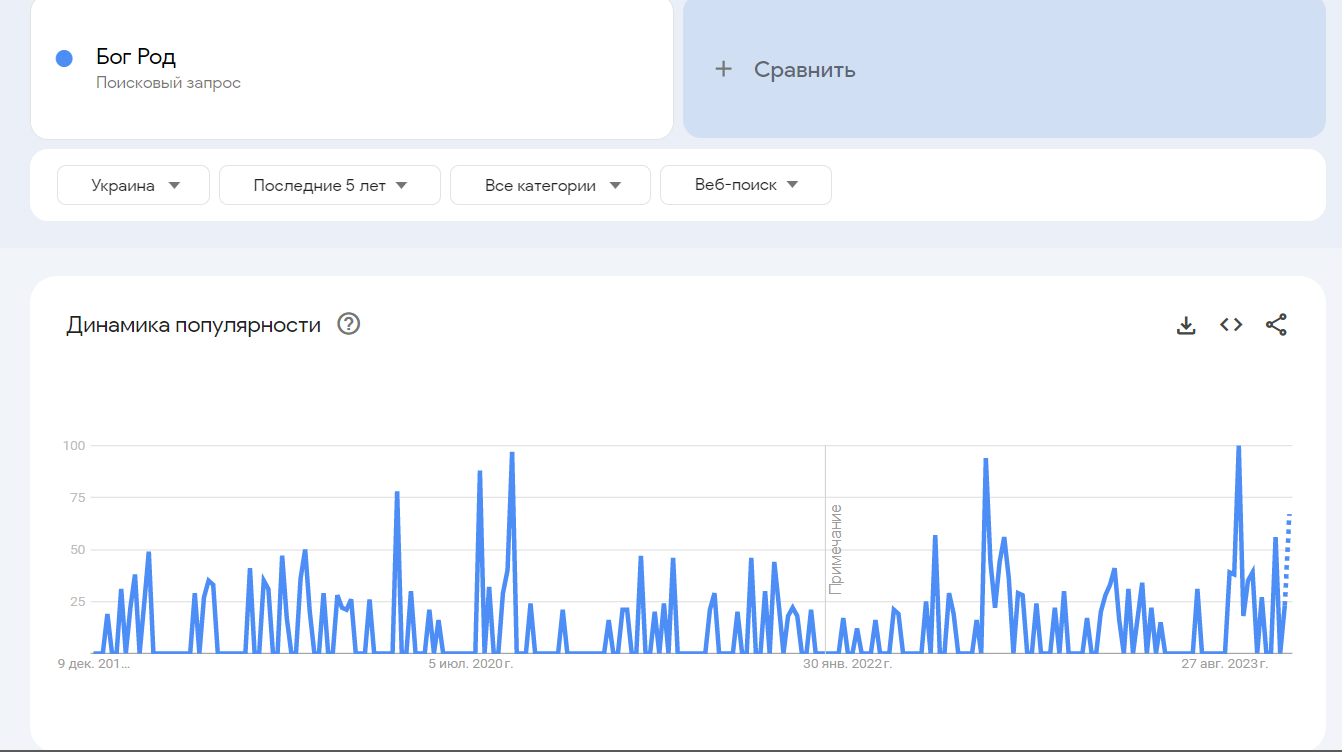 Бог Род
Поисковый запрос
+ Сравнить
Украина
Последние 5 лет
Все категории
Веб-поиск
Динамика популярности ?
100
75
50
25
Примечание
9 дек. 201...
5 июл. 2020 г.
30 янв. 2022 г.
27 авг. 2023 г.